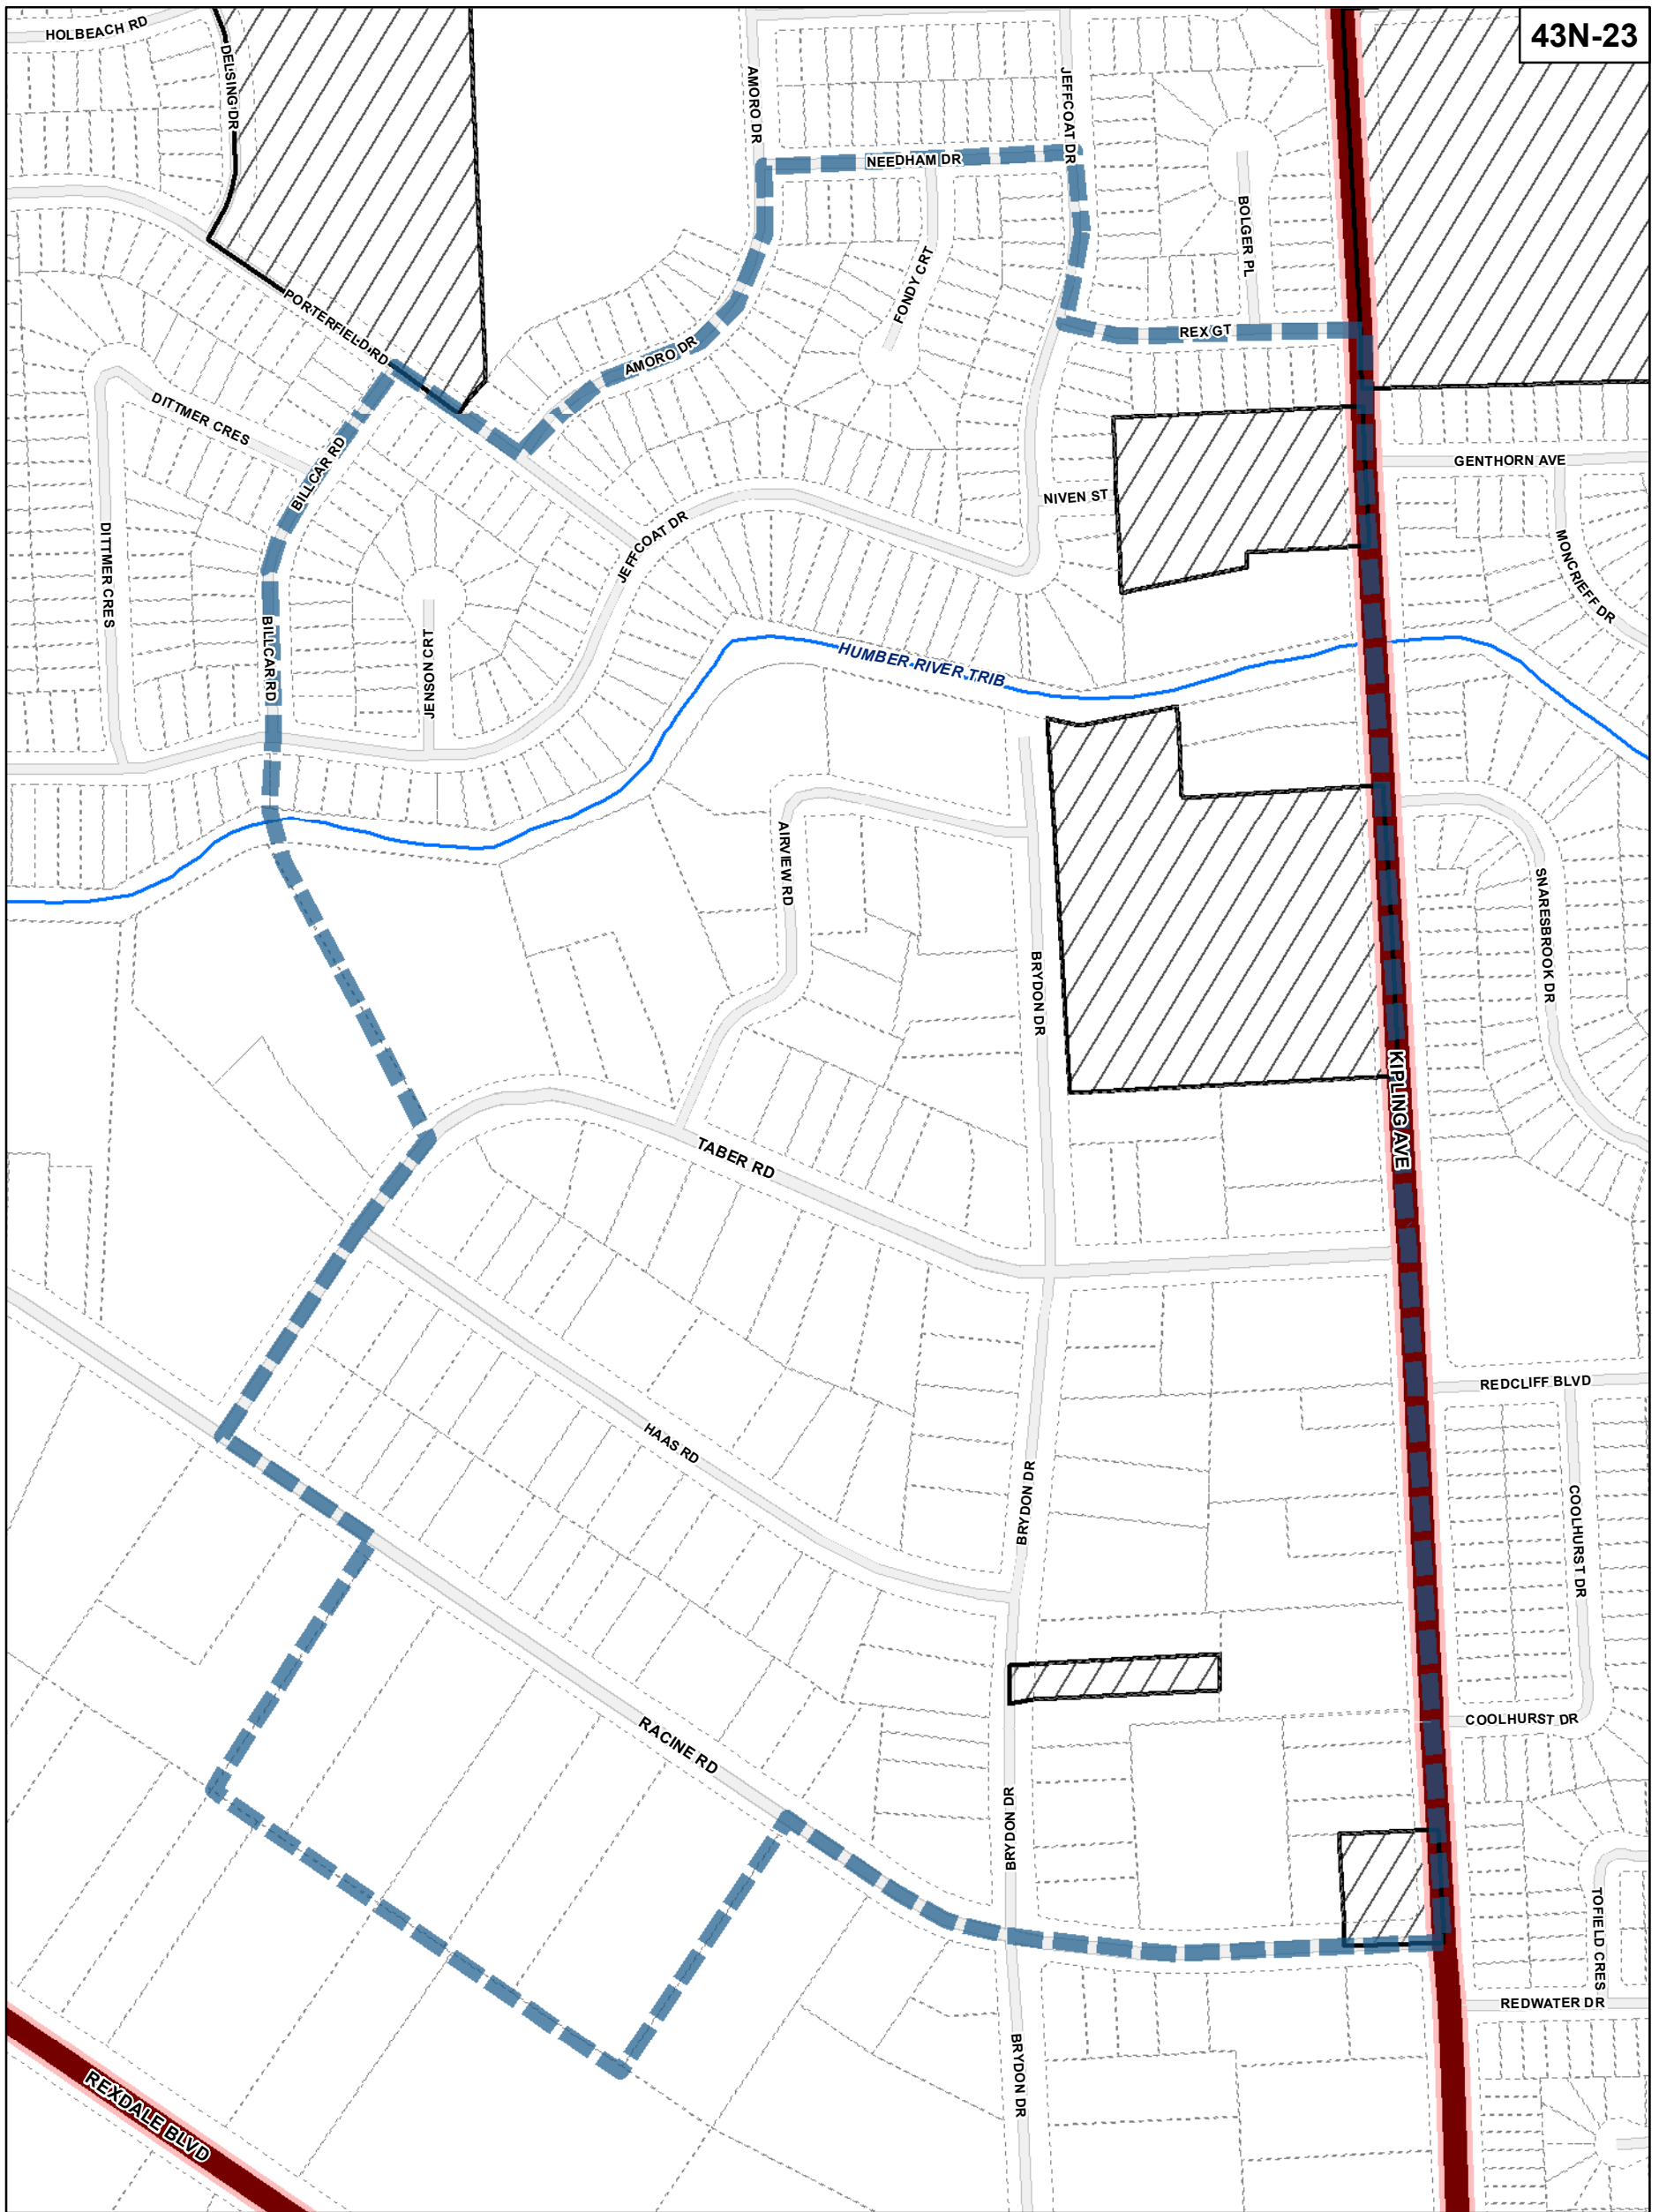 43N-23
HOLBEACH RD
DELSING DR
AMORO DR
JEFFCOAT DR
NEEDHAM DR
BOLGER PL
FONDY CRT
PORTERFIELD RD
REX GT
AMORO DR
DITTMER CRES
BILLCAR RD
GENTHORN AVE
NIVEN ST
JEFFCOAT DR
DITTMER CRES
MONCRIEFF DR
BILLCAR RD
JENSON CRT
HUMBER RIVER TRIB
AIRVIEW RD
SNARESBROOK DR
BRYDON DR
KIPLING AVE
TABER RD
REDCLIFF BLVD
HAAS RD
BRYDON DR
COOLHURST DR
RACINE RD
COOLHURST DR
BRYDON DR
TOFIELD CRES
REDWATER DR
BRYDON DR
REXDALE BLVD